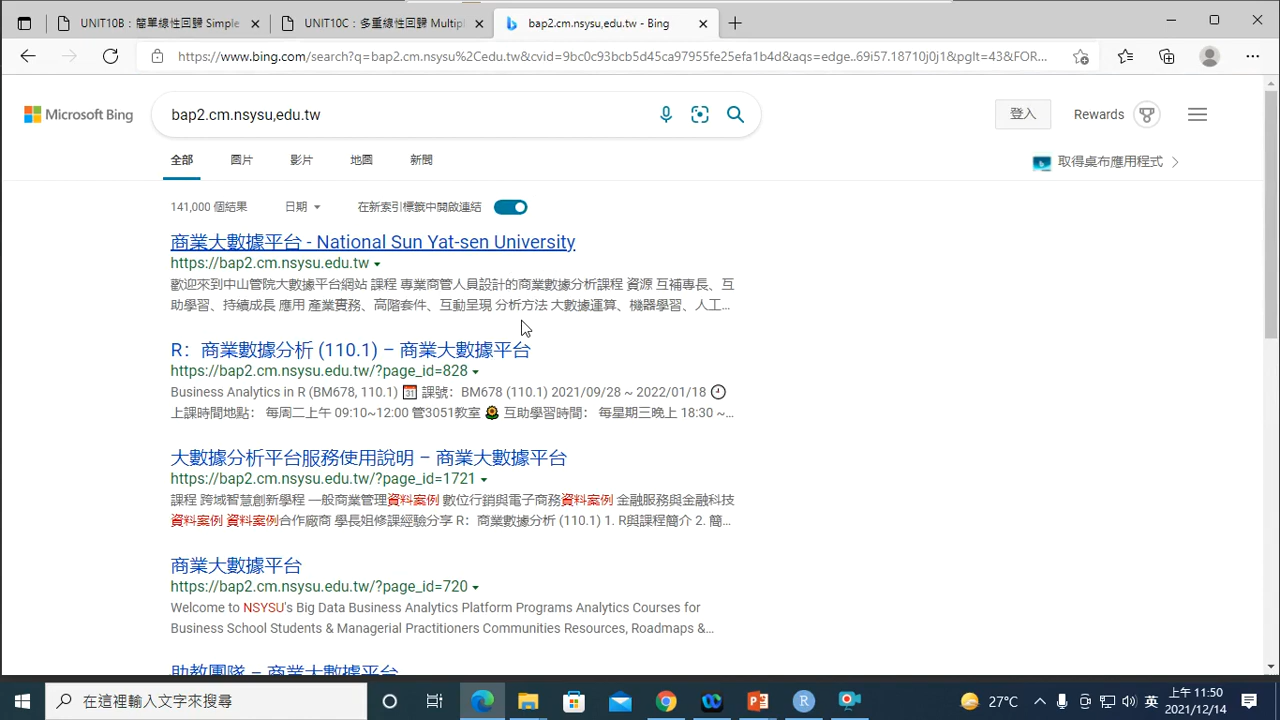 UNIT10B：簡單線性回歸 Simple
UNIT10C：多重線性回歸 Multipl
bap2.cm.nsysu,edu.tw - Bing
https://www.bing.com/search?q=bap2.cm.nsysu%2Cedu.tw&cvid=9bc0c93bcb5d45ca97955fe25efa1b4d&aqs=edge..69i57.18710j0j1&pglt=43&FOR...
Microsoft Bing
bap2.cm.nsysu,edu.tw
登入
Rewards
全部 圖片 影片 地圖 新聞
取得桌布應用程式
141,000 個結果 日期 在新索引標籤中開啟連結
商業大數據平台 - National Sun Yat-sen University
https://bap2.cm.nsysu.edu.tw
歡迎來到中山管院大數據平台網站 課程 專業商管人員設計的商業數據分析課程 資源 互補專長、互
助學習、持續成長 應用 產業實務、高階套件、互動呈現 分析方法 大數據運算、機器學習、人工...
R：商業數據分析 (110.1) – 商業大數據平台
https://bap2.cm.nsysu.edu.tw/?page_id=828
Business Analytics in R (BM678, 110.1) 課號：BM678 (110.1) 2021/09/28 ~ 2022/01/18
上課時間地點： 每周二上午 09:10~12:00 管3051教室 互助學習時間： 每星期三晚上 18:30 ~...
大數據分析平台服務使用說明 – 商業大數據平台
https://bap2.cm.nsysu.edu.tw/?page_id=1721
課程 跨域智慧創新學程 一般商業管理資料案例 數位行銷與電子商務資料案例 金融服務與金融科技
資料案例 資料案例合作廠商 學長姐修課經驗分享 R：商業數據分析 (110.1) 1. R與課程簡介 2. 簡...
商業大數據平台
https://bap2.cm.nsysu.edu.tw/?page_id=720
Welcome to NSYSU's Big Data Business Analytics Platform Programs Analytics Courses for
Business School Students & Managerial Practitioners Communities Resources, Roadmaps &...
助教團隊 – 商業大數據平台
在這裡輸入文字來搜尋
27°C
英
上午 11:50
2021/12/14